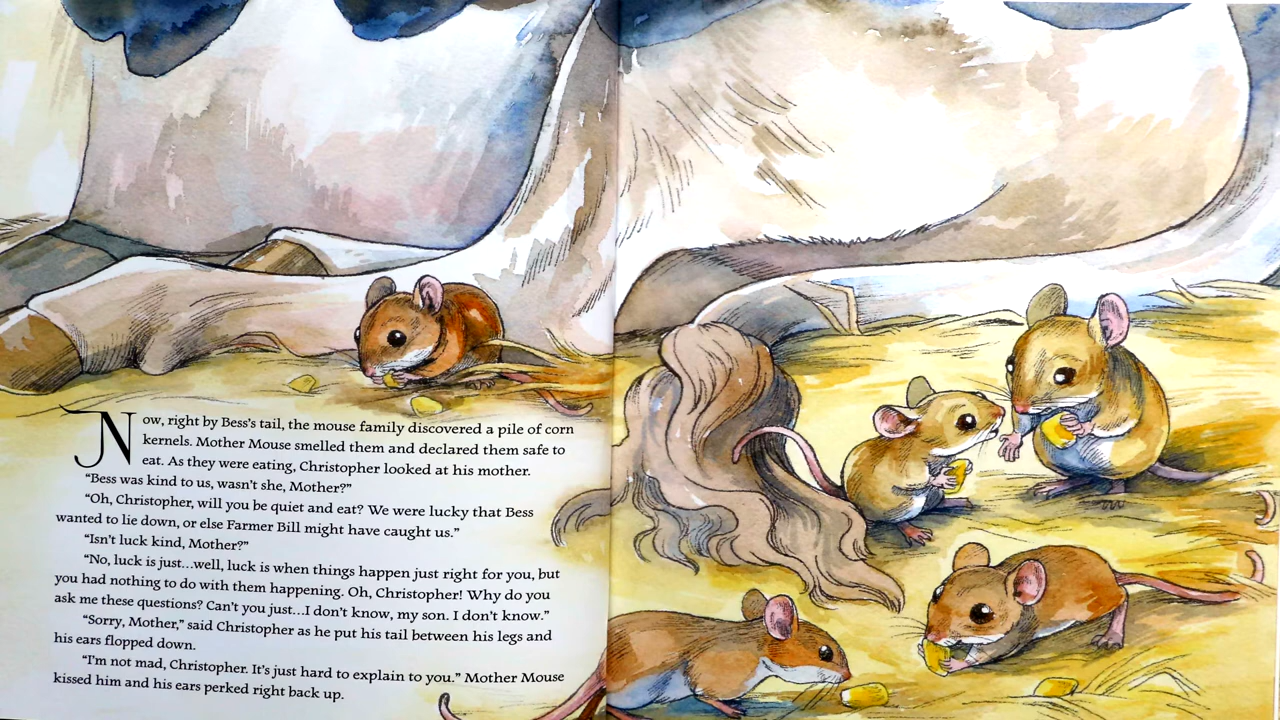 Now, right by Bess's tail, the mouse family discovered a pile of corn
kernels. Mother Mouse smelled them and declared them safe to
eat. As they were eating, Christopher looked at his mother.
“Bess was kind to us, wasn't she, Mother?”
“Oh, Christopher, will you be quiet and eat? We were lucky that Bess
wanted to lie down, or else Farmer Bill might have caught us.”
“Isn't luck kind, Mother?”
“No, luck is just...well, luck is when things happen just right for you, but
you had nothing to do with them happening. Oh, Christopher! Why do you
ask me these questions? Can't you just...I don't know, my son. I don't know.”
“Sorry, Mother,” said Christopher as he put his tail between his legs and
his ears flopped down.
“I'm not mad, Christopher. It's just hard to explain to you.” Mother Mouse
kissed him and his ears perked right back up.